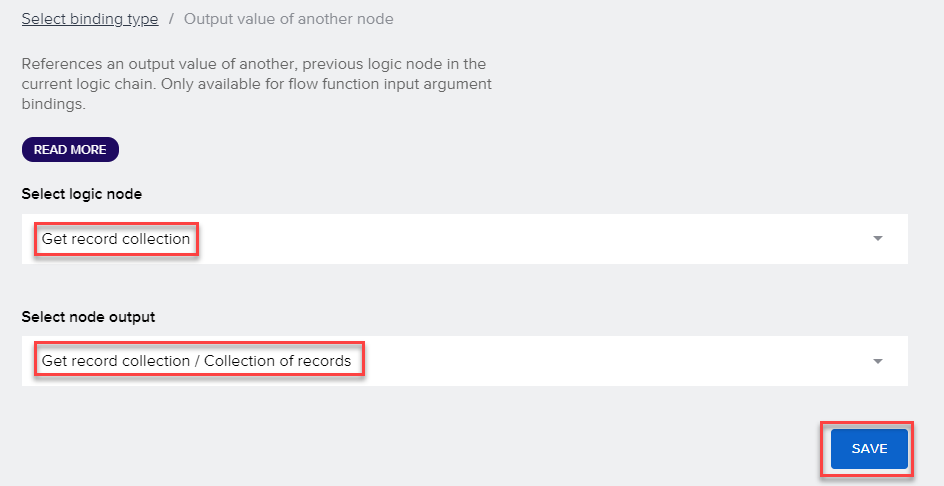 Select binding type / Output value of another node
References an output value of another, previous logic node in the
current logic chain. Only available for flow function input argument
bindings.
READ MORE
Select logic node
Get record collection
Select node output
Get record collection / Collection of records
SAVE